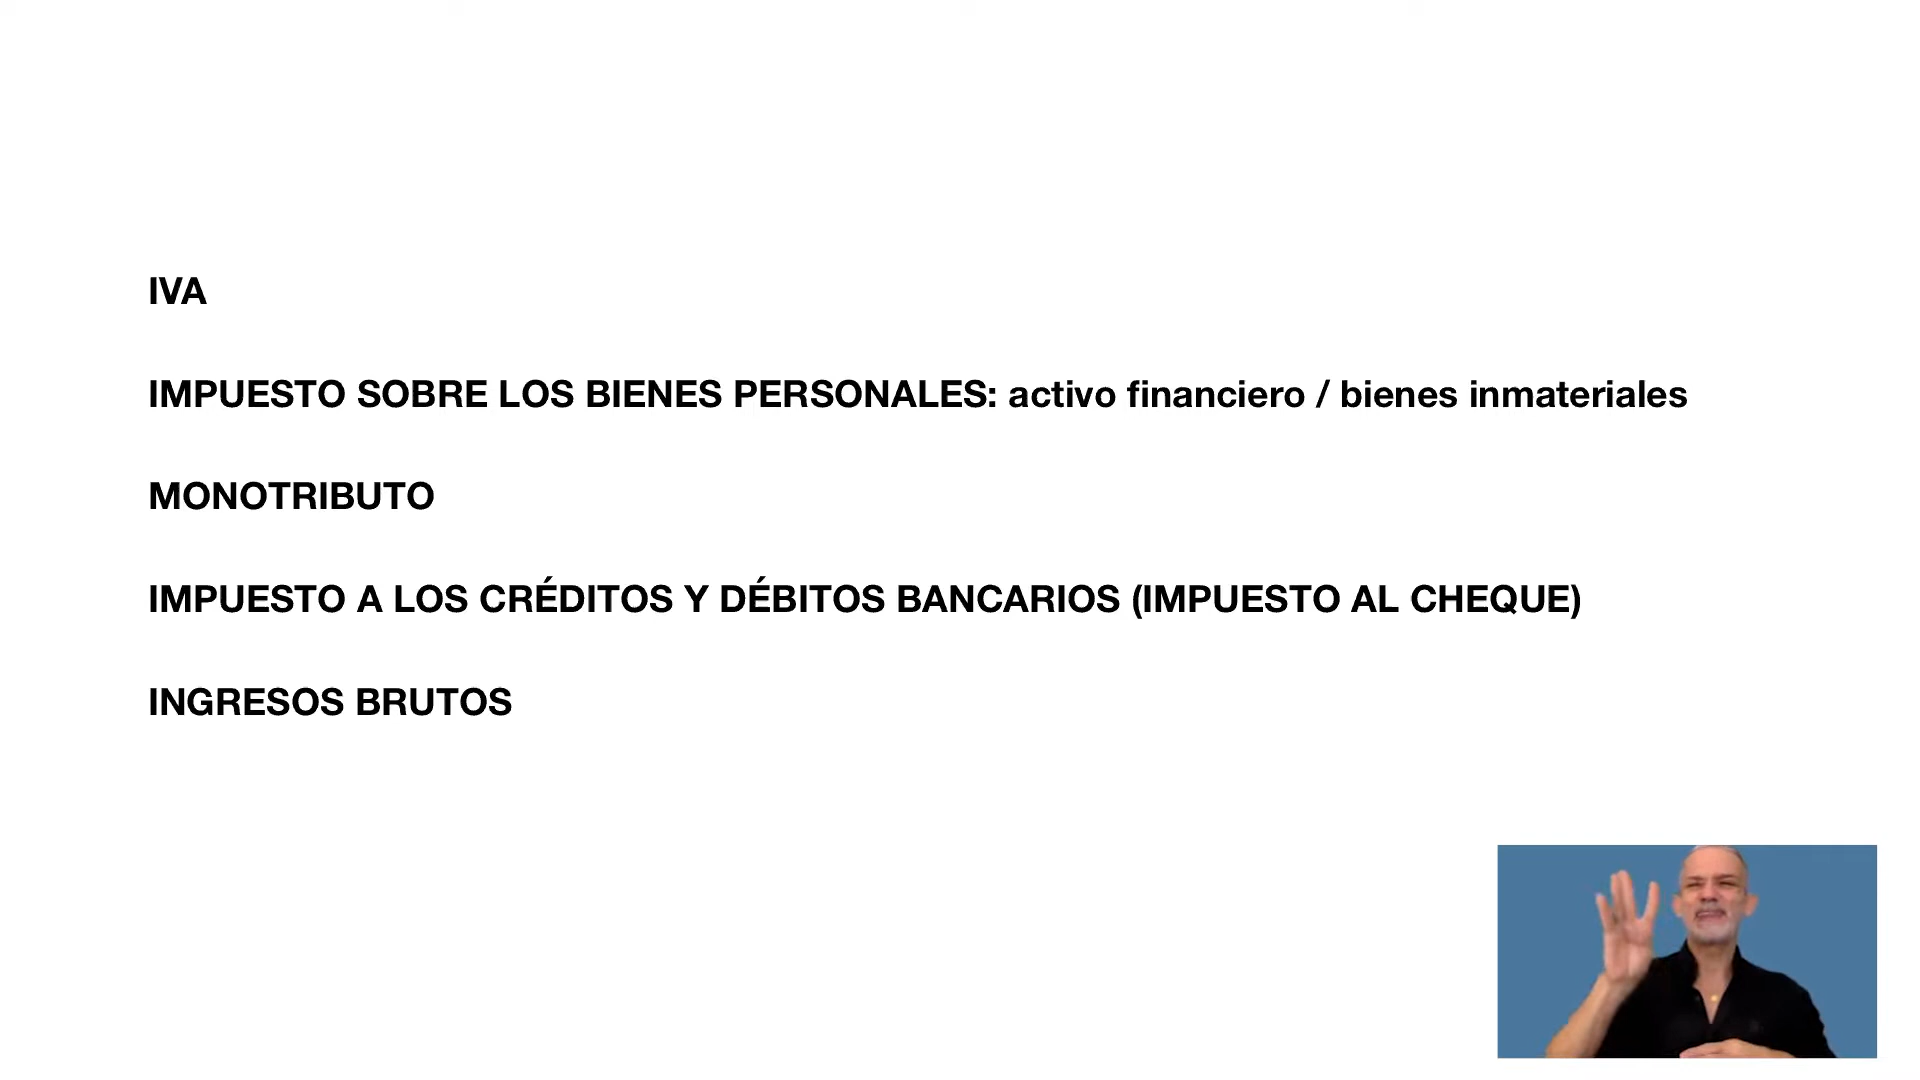 IVA
IMPUESTO SOBRE LOS BIENES PERSONALES: activo financiero / bienes inmateriales
MONOTRIBUTO
IMPUESTO A LOS CRÉDITOS Y DÉBITOS BANCARIOS (IMPUESTO AL CHEQUE)
INGRESOS BRUTOS